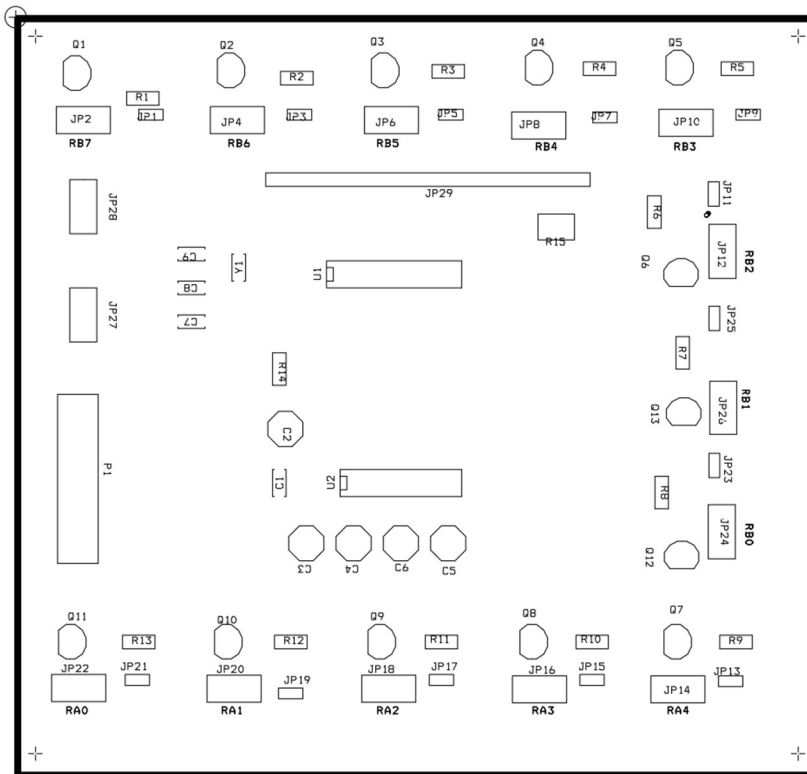 Q1 Q2 Q3 Q4 Q5
R1 R2 R3 R4 R5
JP2 JP1 JP4 JP3 JP6 JP5 JP8 JP7 JP10 JP9
RB7 RB6 RB5 RB4 RB3
JP28 JP29 R15 R6 JP11
C9 Y1 U1 Q6 JP12 RB2
C8
C7
JP27 JP25
R14 R7
C2 Q13 JP26 RB1
P1 C1 U2 R8 JP23
C3 C4 C6 C5 Q12 JP24 RB0
Q11 Q10 Q9 Q8 Q7
R13 R12 R11 R10 R9
JP22 JP21 JP20 JP19 JP18 JP17 JP16 JP15 JP14 JP13
RA0 RA1 RA2 RA3 RA4